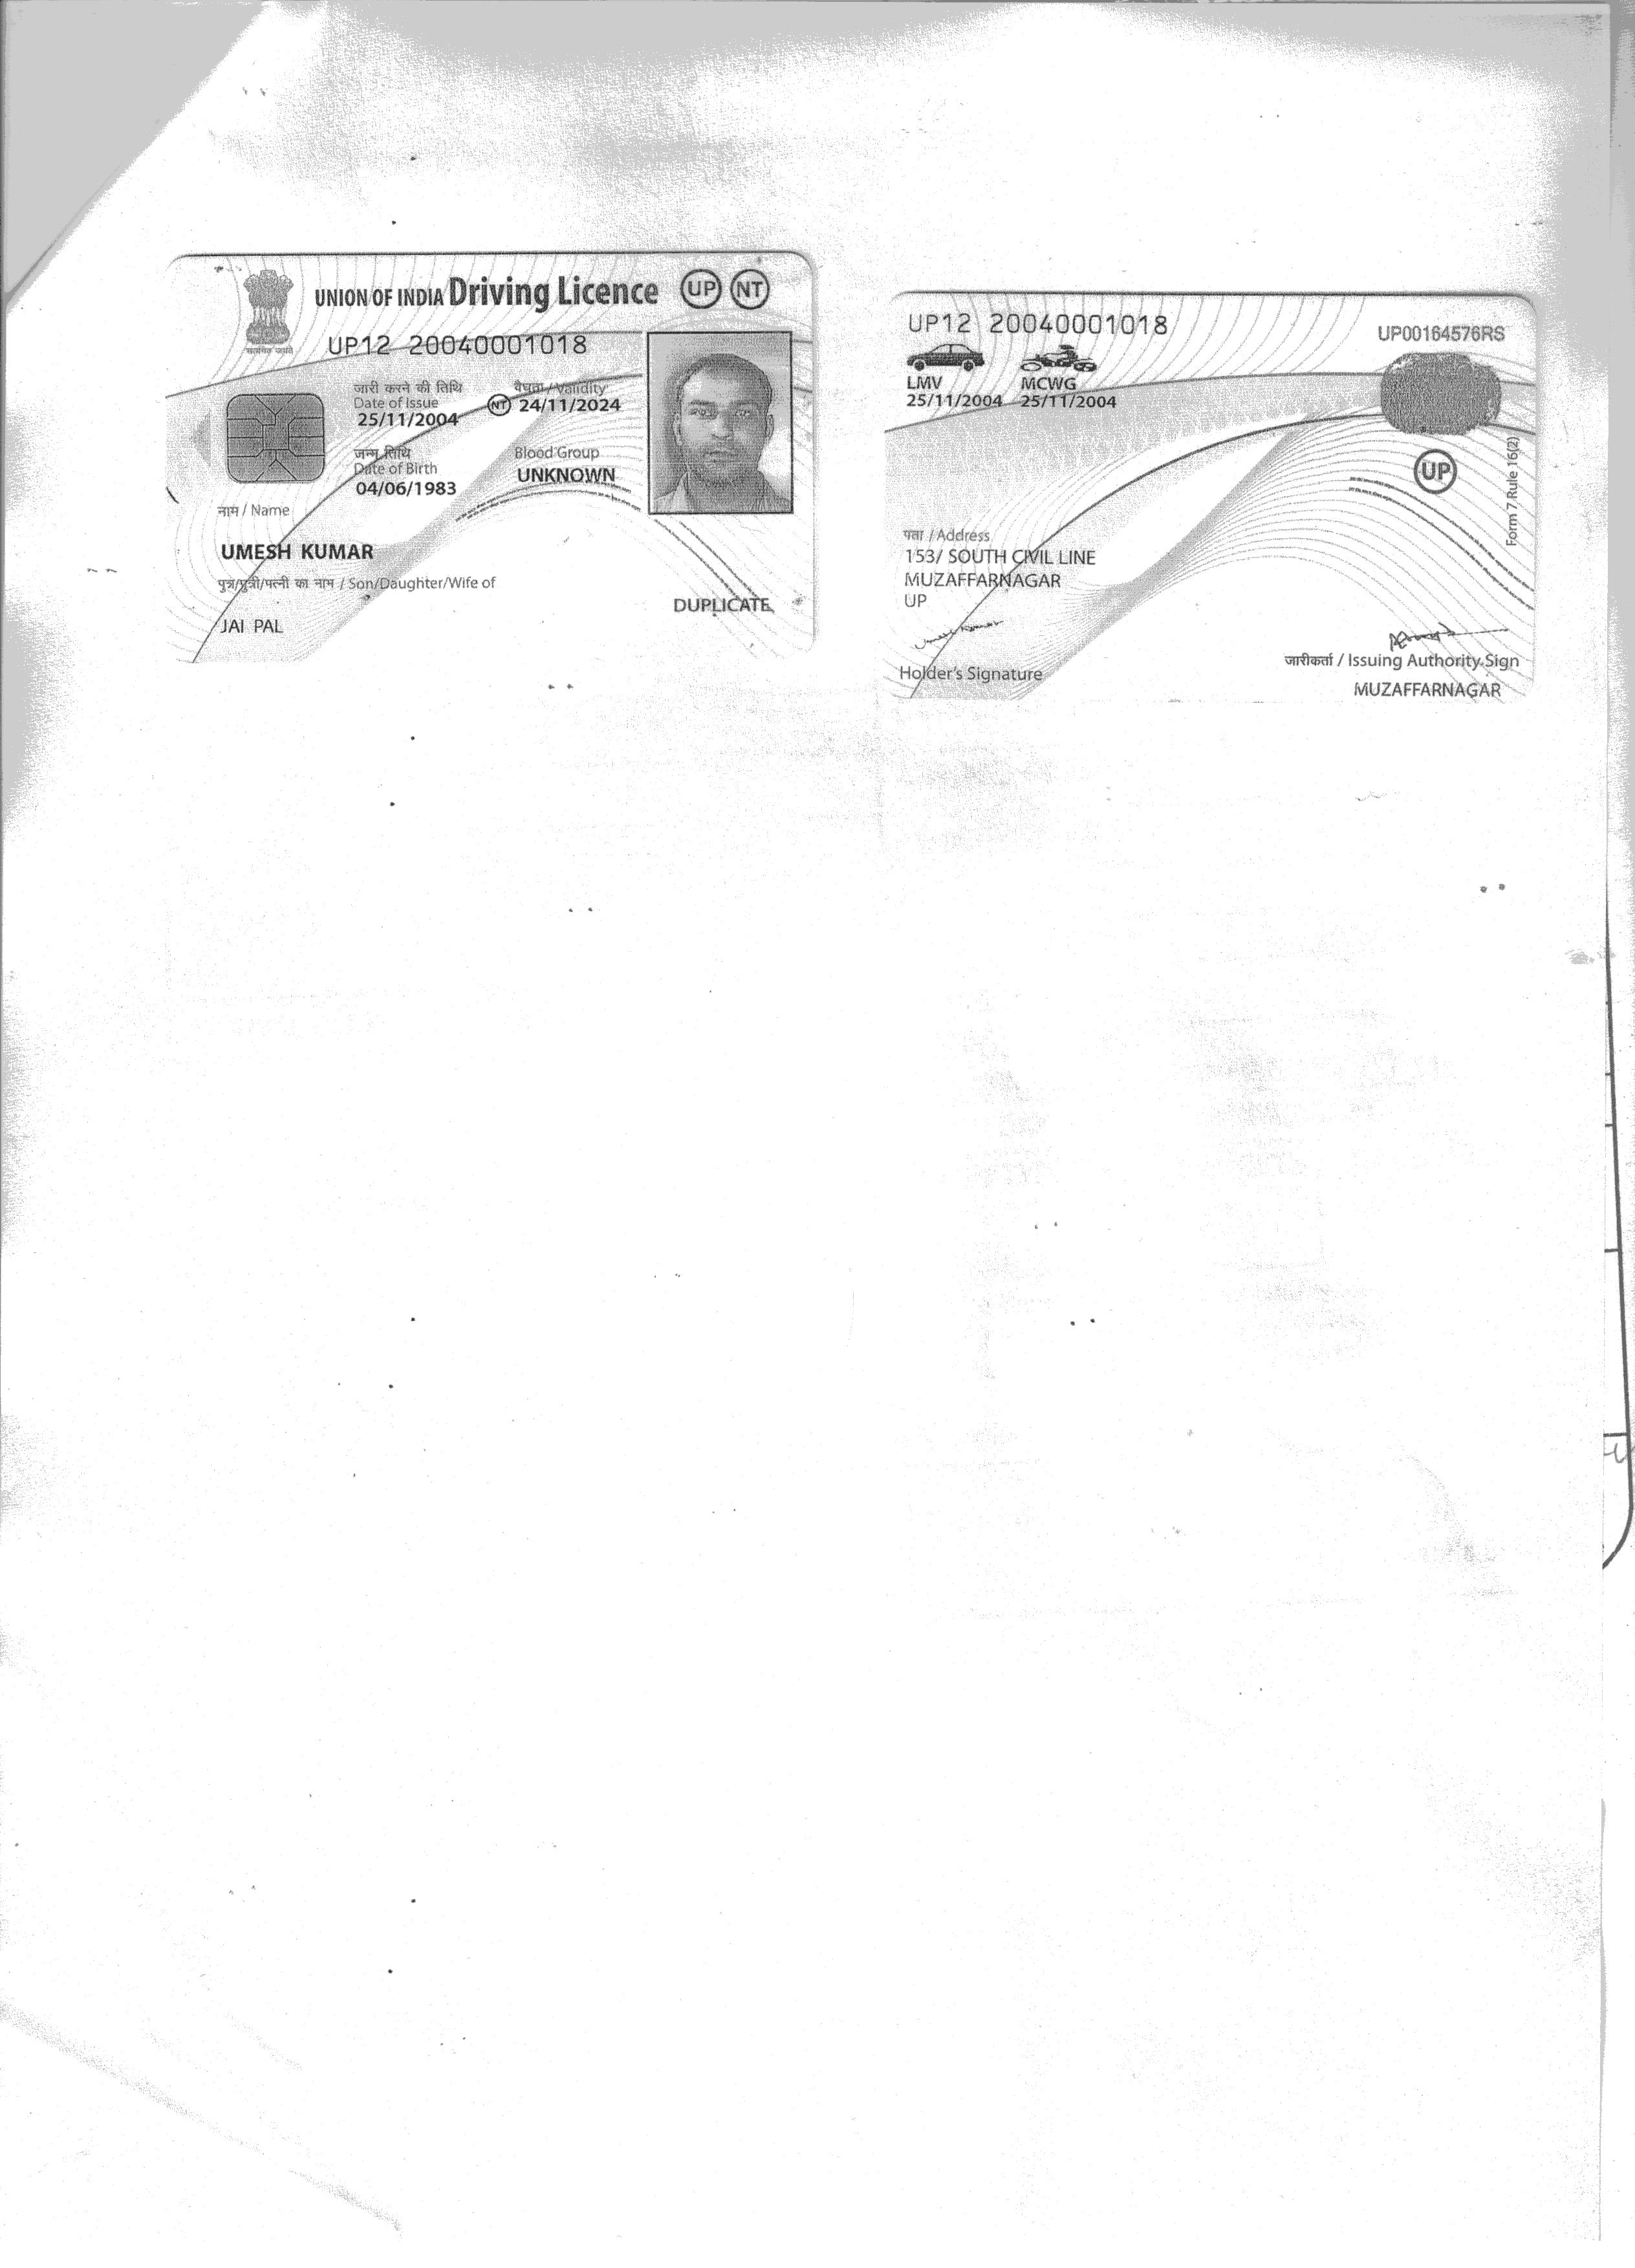 UNION OF INDIA Driving Licence UP NT
सत्यमेव जयते
UP12 20040001018
जारी करने की तिथि
Date of Issue
25/11/2004
वैधता / Validity
NT 24/11/2024
जन्म तिथि
Date of Birth
04/06/1983
Blood Group
UNKNOWN
नाम / Name
UMESH KUMAR
पुत्र/पुत्री/पत्नी का नाम / Son/Daughter/Wife of
JAI PAL
DUPLICATE
UP12 20040001018
UP00164576RS
LMV MCWG
25/11/2004 25/11/2004
UP
Form 7 Rule 16(2)
पता / Address
153/ SOUTH CIVIL LINE
MUZAFFARNAGAR
UP
Umesh Kumar
Holder's Signature
जारीकर्ता / Issuing Authority Sign
MUZAFFARNAGAR